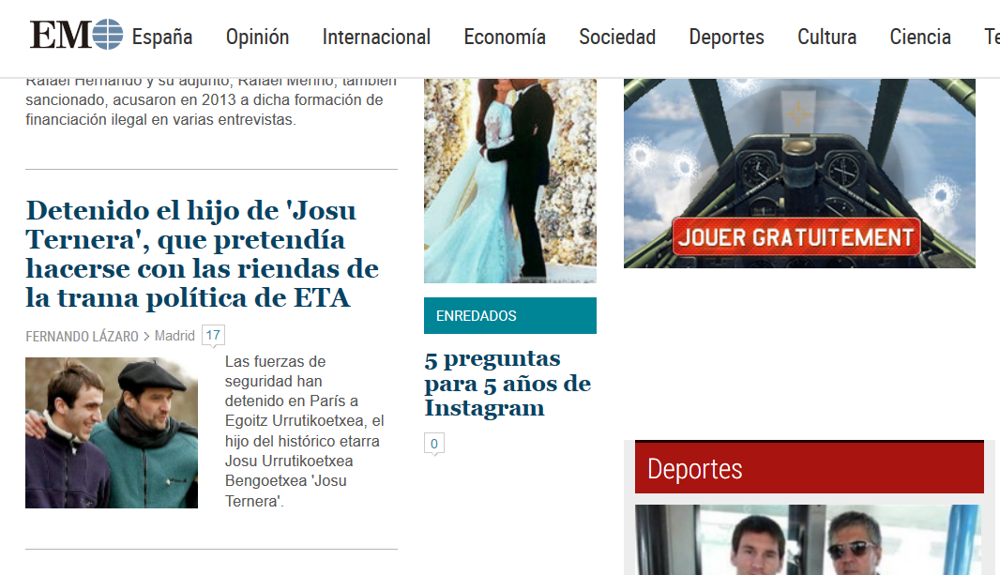 EM España Opinión Internacional Economía Sociedad Deportes Cultura Ciencia Te
Rafael Hernando y su adjunto, Rafael Merino, también
sancionado, acusaron en 2013 a dicha formación de
financiación ilegal en varias entrevistas.
Detenido el hijo de 'Josu
Ternera', que pretendía
hacerse con las riendas de
la trama política de ETA
FERNANDO LÁZARO > Madrid 17
Las fuerzas de
seguridad han
detenido en París a
Egoitz Urrutikoetxea, el
hijo del histórico etarra
Josu Urrutikoetxea
Bengoetxea 'Josu
Ternera'.
ENREDADOS
5 preguntas
para 5 años de
Instagram
0
JOUER GRATUITEMENT
Deportes